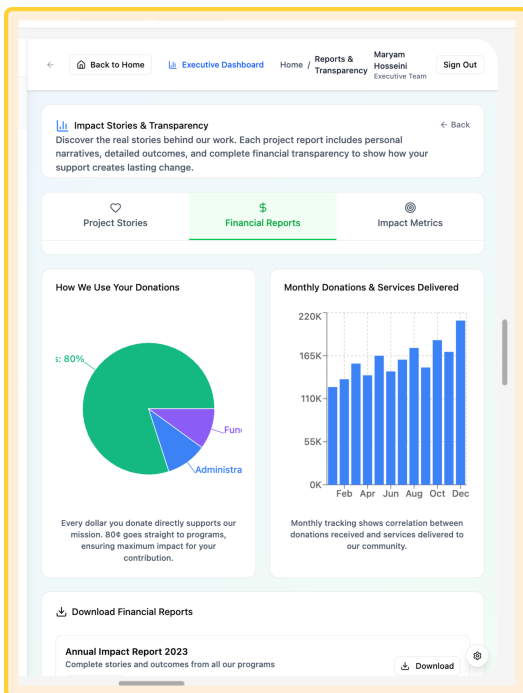 Back to Home
Executive Dashboard
Home / Reports & Transparency
Maryam Hosseini
Executive Team
Sign Out
Impact Stories & Transparency
← Back
Discover the real stories behind our work. Each project report includes personal
narratives, detailed outcomes, and complete financial transparency to show how your
support creates lasting change.
Project Stories
Financial Reports
Impact Metrics
How We Use Your Donations
s: 80%
Fun
Administra
Every dollar you donate directly supports our
mission. 80¢ goes straight to programs,
ensuring maximum impact for your
contribution.
Monthly Donations & Services Delivered
220K
165K
110K
55K
0K
Feb Apr Jun Aug Oct Dec
Monthly tracking shows correlation between
donations received and services delivered to
our community.
Download Financial Reports
Annual Impact Report 2023
Complete stories and outcomes from all our programs
Download